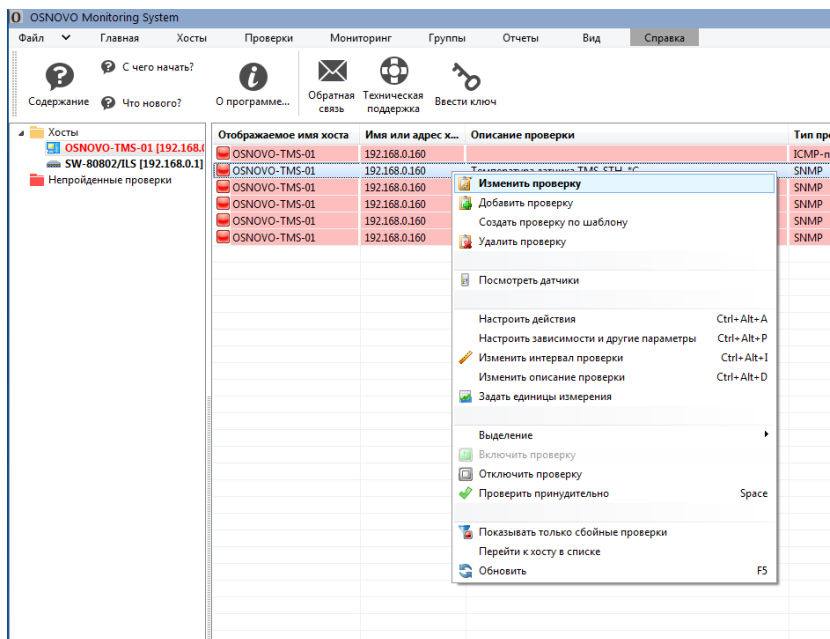 OSNOVO Monitoring System
Файл Главная Хосты Проверки Мониторинг Группы Отчеты Вид Справка
Содержание
С чего начать?
Что нового?
О программе...
Обратная связь
Техническая поддержка
Ввести ключ
Хосты
OSNOVO-TMS-01 [192.168.(
SW-80802/ILS [192.168.0.1]
Непройденные проверки
Отображаемое имя хоста Имя или адрес х... Описание проверки Тип про
OSNOVO-TMS-01 192.168.0.160 ICMP-п
OSNOVO-TMS-01 192.168.0.160 Температура датчика TMS-STH, °C SNMP
OSNOVO-TMS-01 192.168.0.160 SNMP
OSNOVO-TMS-01 192.168.0.160 SNMP
OSNOVO-TMS-01 192.168.0.160 SNMP
OSNOVO-TMS-01 192.168.0.160 SNMP
Изменить проверку
Добавить проверку
Создать проверку по шаблону
Удалить проверку
Посмотреть датчики
Настроить действия Ctrl+Alt+A
Настроить зависимости и другие параметры Ctrl+Alt+P
Изменить интервал проверки Ctrl+Alt+I
Изменить описание проверки Ctrl+Alt+D
Задать единицы измерения
Выделение
Включить проверку
Отключить проверку
Проверить принудительно Space
Показывать только сбойные проверки
Перейти к хосту в списке
Обновить F5